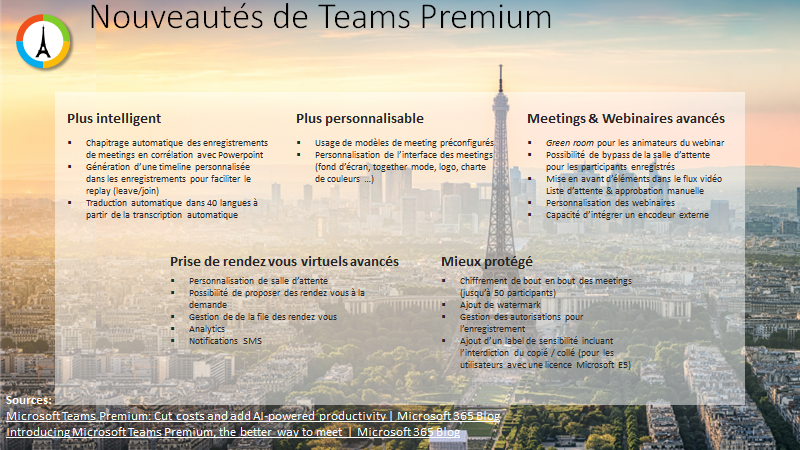 Nouveautés de Teams Premium
Plus intelligent
▪ Chapitrage automatique des enregistrements
de meetings en corrélation avec Powerpoint
▪ Génération d'une timeline personnalisée
dans les enregistrements pour faciliter le
replay (leave/join)
▪ Traduction automatique dans 40 langues à
partir de la transcription automatique
Plus personnalisable
▪ Usage de modèles de meeting préconfigurés
▪ Personnalisation de l'interface des meetings
(fond d'écran, together mode, logo, charte
de couleurs ...)
Meetings & Webinaires avancés
▪ Green room pour les animateurs du webinar
▪ Possibilité de bypass de la salle d'attente
pour les participants enregistrés
▪ Mise en avant d'éléments dans le flux vidéo
Liste d'attente & approbation manuelle
▪ Personnalisation des webinaires
▪ Capacité d'intégrer un encodeur externe
Prise de rendez vous virtuels avancés
▪ Personnalisation de salle d'attente
▪ Possibilité de proposer des rendez vous à la
demande
▪ Gestion de de la file des rendez vous
▪ Analytics
▪ Notifications SMS
Mieux protégé
▪ Chiffrement de bout en bout des meetings
(jusqu'à 50 participants)
▪ Ajout de watermark
▪ Gestion des autorisations pour
l'enregistrement
▪ Ajout d'un label de sensibilité incluant
l'interdiction du copié / collé (pour les
utilisateurs avec une licence Microsoft E5)
Sources:
Microsoft Teams Premium: Cut costs and add AI-powered productivity | Microsoft 365 Blog
Introducing Microsoft Teams Premium, the better way to meet | Microsoft 365 Blog